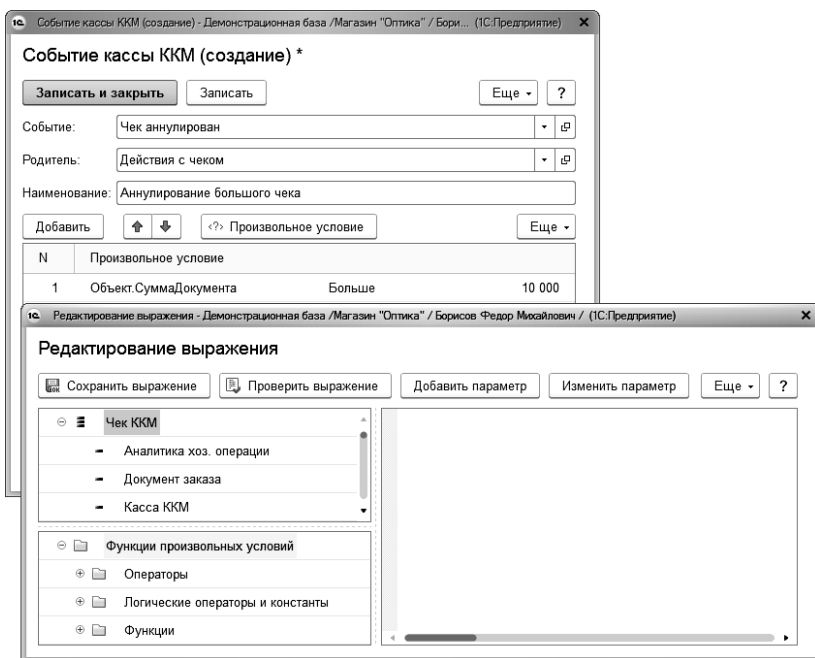 1С Событие кассы ККМ (создание) - Демонстрационная база /Магазин "Оптика" / Бори... (1С:Предприятие)
Событие кассы ККМ (создание) *
Записать и закрыть Записать Еще ?
Событие: Чек аннулирован
Родитель: Действия с чеком
Наименование: Аннулирование большого чека
Добавить <?> Произвольное условие Еще
N Произвольное условие
1 Объект.СуммаДокумента Больше 10 000
1С Редактирование выражения - Демонстрационная база /Магазин "Оптика" / Борисов Федор Михайлович / (1С:Предприятие)
Редактирование выражения
Сохранить выражение Проверить выражение Добавить параметр Изменить параметр Еще ?
Чек ККМ
Аналитика хоз. операции
Документ заказа
Касса ККМ
Функции произвольных условий
Операторы
Логические операторы и константы
Функции